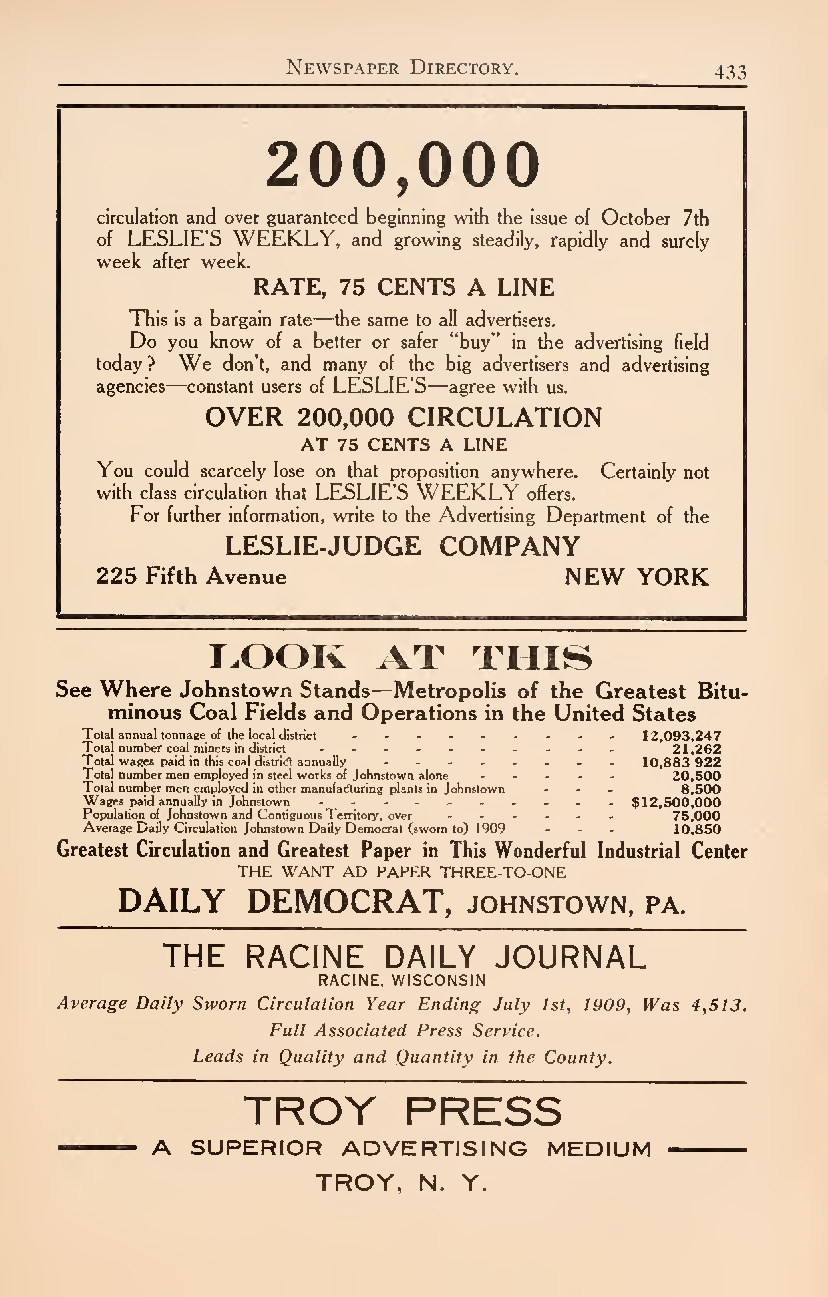 NEWSPAPER DIRECTORY.
433
200,000
circulation and over guaranteed beginning with the issue of October 7th
of LESLIE'S WEEKLY, and growing steadily, rapidly and surely
week after week.
RATE, 75 CENTS A LINE
This is a bargain rate—the same to all advertisers.
Do you know of a better or safer "buy" in the advertising field
today? We don't, and many of the big advertisers and advertising
agencies—constant users of LESLIE'S—agree with us.
OVER 200,000 CIRCULATION
AT 75 CENTS A LINE
You could scarcely lose on that proposition anywhere. Certainly not
with class circulation that LESLIE'S WEEKLY offers.
For further information, write to the Advertising Department of the
LESLIE-JUDGE COMPANY
225 Fifth Avenue NEW YORK
LOOK AT THIS
See Where Johnstown Stands—Metropolis of the Greatest Bitu-
minous Coal Fields and Operations in the United States
Total annual tonnage of the local district - - - - - - - - - 12,093,247
Total number coal miners in district - - - - - - - - - - 21,262
Total wages paid in this coal district annually - - - - - - - - 10,883 922
Total number men employed in steel works of Johnstown alone - - - - - 20,500
Total number men employed in other manufacturing plants in Johnstown - - - 8,500
Wages paid annually in Johnstown - - - - - - - - - - $12,500,000
Population of Johnstown and Contiguous Territory, over - - - - - - 75,000
Average Daily Circulation Johnstown Daily Democrat (sworn to) 1909 - - - 10,850
Greatest Circulation and Greatest Paper in This Wonderful Industrial Center
THE WANT AD PAPER THREE-TO-ONE
DAILY DEMOCRAT, JOHNSTOWN, PA.
THE RACINE DAILY JOURNAL
RACINE, WISCONSIN
Average Daily Sworn Circulation Year Ending July 1st, 1909, Was 4,513.
Full Associated Press Service.
Leads in Quality and Quantity in the County.
TROY PRESS
A SUPERIOR ADVERTISING MEDIUM
TROY, N. Y.